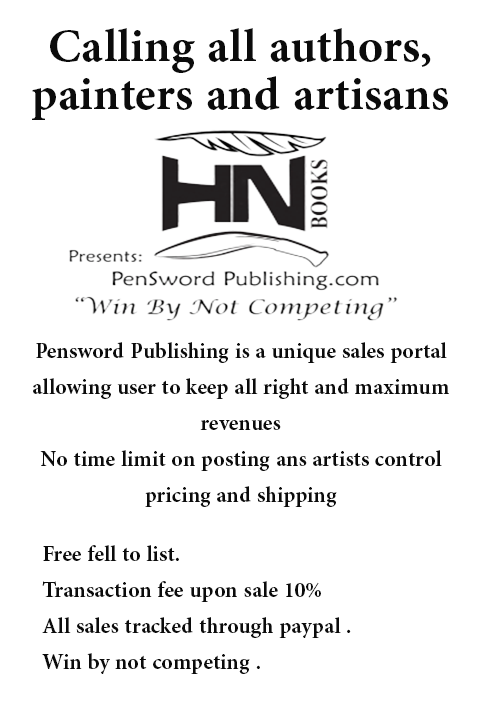 Calling all authors,
painters and artisans
HN
BOOKS
Presents:
PenSword Publishing.com
“Win By Not Competing”
Pensword Publishing is a unique sales portal
allowing user to keep all right and maximum
revenues
No time limit on posting ans artists control
pricing and shipping
Free fell to list.
Transaction fee upon sale 10%
All sales tracked through paypal .
Win by not competing .